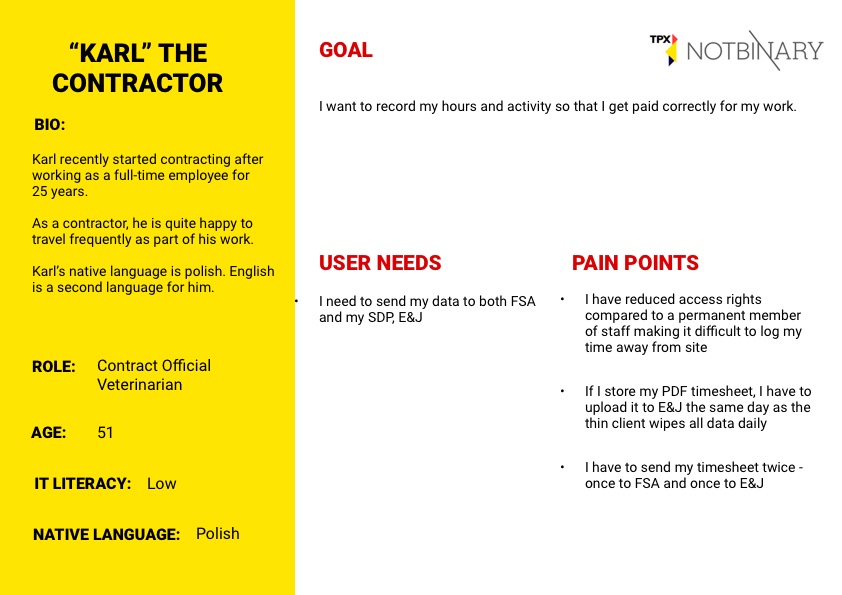 “KARL” THE
CONTRACTOR
BIO:
Karl recently started contracting after
working as a full-time employee for
25 years.
As a contractor, he is quite happy to
travel frequently as part of his work.
Karl’s native language is polish. English
is a second language for him.
ROLE: Contract Official
Veterinarian
AGE: 51
IT LITERACY: Low
NATIVE LANGUAGE: Polish
GOAL
TPX NOTBINARY
I want to record my hours and activity so that I get paid correctly for my work.
USER NEEDS
• I need to send my data to both FSA
and my SDP, E&J
PAIN POINTS
• I have reduced access rights
compared to a permanent member
of staff making it difficult to log my
time away from site
• If I store my PDF timesheet, I have to
upload it to E&J the same day as the
thin client wipes all data daily
• I have to send my timesheet twice -
once to FSA and once to E&J